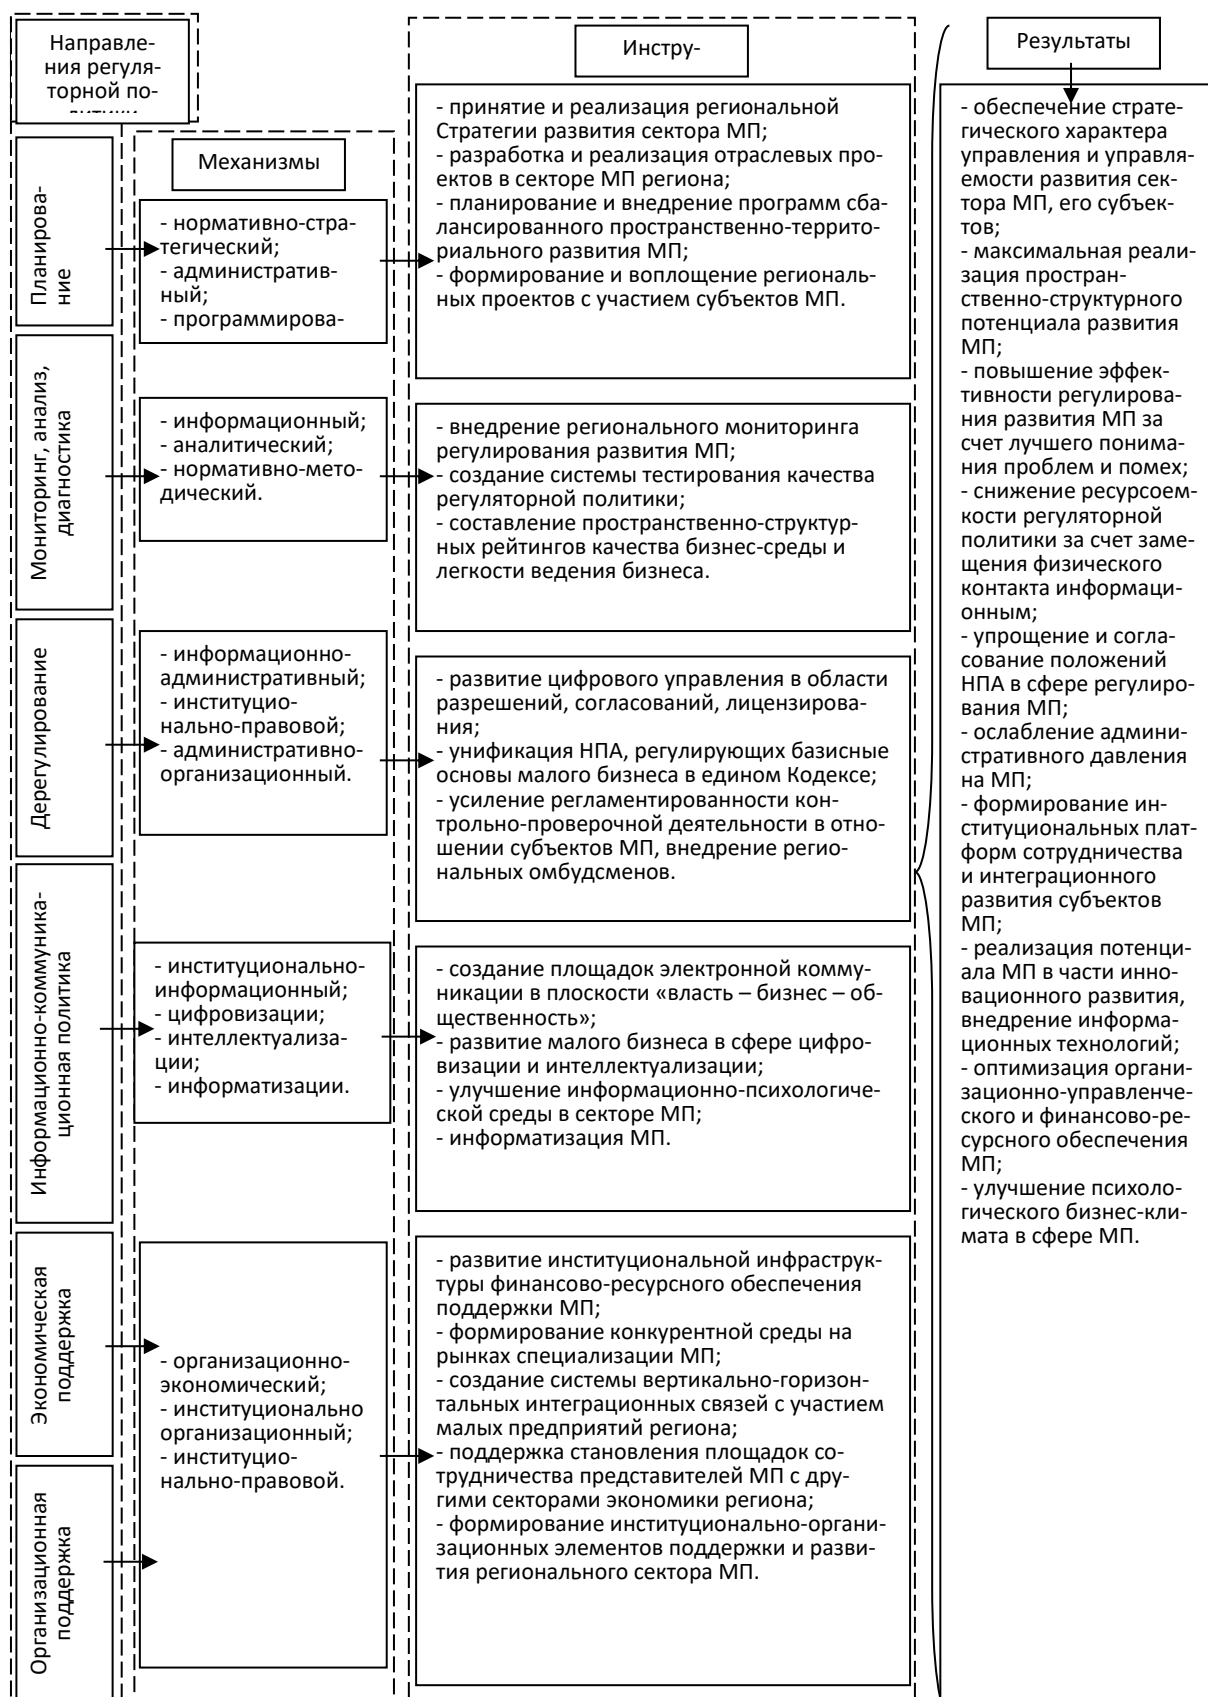 Направле-
ния регуля-
торной по-
литики
Планирова-
ние
Мониторинг, анализ,
диагностика
Дерегулирование
Информационно-коммуника-
ционная политика
Экономическая
поддержка
Организационная
поддержка
Механизмы
- нормативно-стра-
тегический;
- административ-
ный;
- программирова-
- информационный;
- аналитический;
- нормативно-мето-
дический.
- информационно-
административный;
- институцио-
нально-правовой;
- административно-
организационный.
- институционально-
информационный;
- цифровизации;
- интеллектуализа-
ции;
- информатизации.
- организационно-
экономический;
- институционально
организационный;
- институцио-
нально-правовой.
Инстру-
- принятие и реализация региональной
Стратегии развития сектора МП;
- разработка и реализация отраслевых про-
ектов в секторе МП региона;
- планирование и внедрение программ сба-
лансированного пространственно-террито-
риального развития МП;
- формирование и воплощение региональ-
ных проектов с участием субъектов МП.
- внедрение регионального мониторинга
регулирования развития МП;
- создание системы тестирования качества
регуляторной политики;
- составление пространственно-структур-
ных рейтингов качества бизнес-среды и
легкости ведения бизнеса.
- развитие цифрового управления в области
разрешений, согласований, лицензирова-
ния;
- унификация НПА, регулирующих базисные
основы малого бизнеса в едином Кодексе;
- усиление регламентированности кон-
трольно-проверочной деятельности в отно-
шении субъектов МП, внедрение регио-
нальных омбудсменов.
- создание площадок электронной комму-
никации в плоскости «власть – бизнес – об-
щественность»;
- развитие малого бизнеса в сфере цифро-
визации и интеллектуализации;
- улучшение информационно-психологиче-
ской среды в секторе МП;
- информатизация МП.
- развитие институциональной инфраструк-
туры финансово-ресурсного обеспечения
поддержки МП;
- формирование конкурентной среды на
рынках специализации МП;
- создание системы вертикально-горизон-
тальных интеграционных связей с участием
малых предприятий региона;
- поддержка становления площадок со-
трудничества представителей МП с дру-
гими секторами экономики региона;
- формирование институционально-органи-
зационных элементов поддержки и разви-
тия регионального сектора МП.
Результаты
- обеспечение страте-
гического характера
управления и управля-
емости развития сек-
тора МП, его субъек-
тов;
- максимальная реали-
зация простран-
ственно-структурного
потенциала развития
МП;
- повышение эффек-
тивности регулирова-
ния развития МП за
счет лучшего понима-
ния проблем и помех;
- снижение ресурсоем-
кости регуляторной
политики за счет заме-
щения физического
контакта информаци-
онным;
- упрощение и согла-
сование положений
НПА в сфере регулиро-
вания МП;
- ослабление админи-
стративного давления
на МП;
- формирование ин-
ституциональных плат-
форм сотрудничества
и интеграционного
развития субъектов
МП;
- реализация потенци-
ала МП в части инно-
вационного развития,
внедрение информа-
ционных технологий;
- оптимизация органи-
зационно-управленче-
ского и финансово-ре-
сурсного обеспечения
МП;
- улучшение психоло-
гического бизнес-кли-
мата в сфере МП.